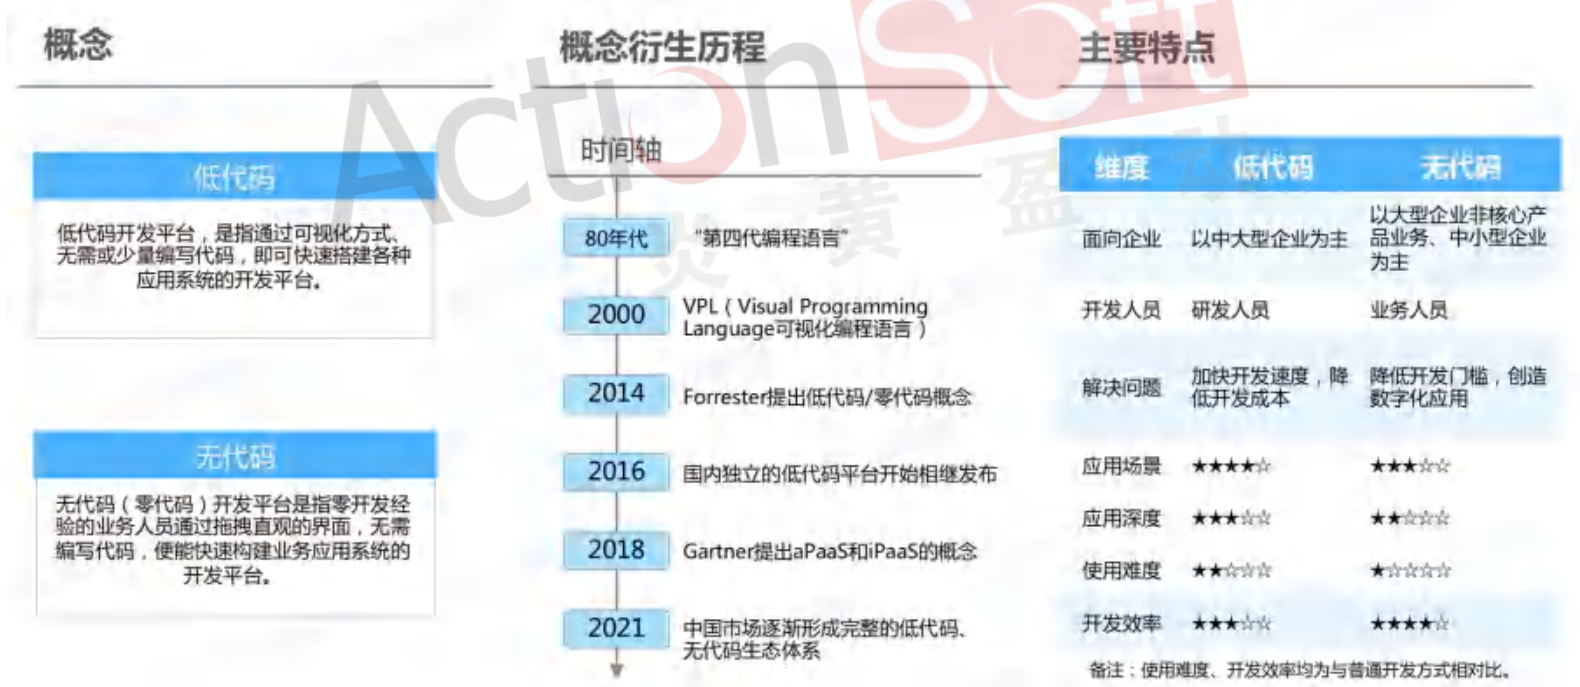 概念
低代码
低代码开发平台，是指通过可视化方式、
无需或少量编写代码，即可快速搭建各种
应用系统的开发平台。
无代码
无代码（零代码）开发平台是指零开发经
验的业务人员通过拖拽直观的界面，无需
编写代码，便能快速构建业务应用系统的
开发平台。
概念衍生历程
时间轴
80年代 “第四代编程语言”
2000 VPL（Visual Programming
Language可视化编程语言）
2014 Forrester提出低代码/零代码概念
2016 国内独立的低代码平台开始相继发布
2018 Gartner提出aPaaS和iPaaS的概念
2021 中国市场逐渐形成完整的低代码、
无代码生态体系
主要特点
维度 低代码 无代码
面向企业 以中大型企业为主 以大型企业非核心产
品业务、中小型企业
为主
开发人员 研发人员 业务人员
解决问题 加快开发速度，降 降低开发门槛，创造
低开发成本 数字化应用
应用场景 ★★★★☆ ★★★☆☆
应用深度 ★★★☆☆ ★★☆☆☆
使用难度 ★★☆☆☆ ★☆☆☆☆
开发效率 ★★★☆☆ ★★★★☆
备注：使用难度、开发效率均为与普通开发方式相对比。
ActionSoft
炎黄盈动